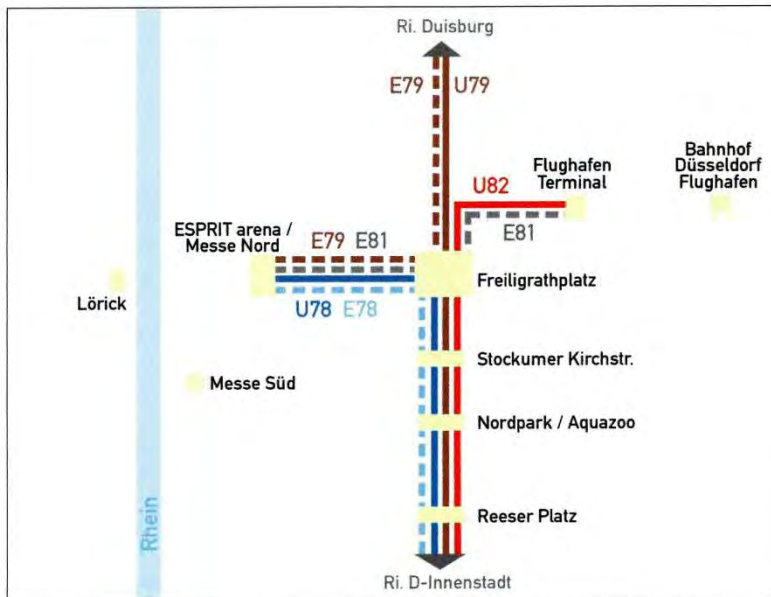 Ri. Duisburg
E79 U79
Bahnhof
Düsseldorf
Flughafen
Flughafen
Terminal
U82
E81
ESPRIT arena /
Messe Nord
E79 E81
U78 E78
Freiligrathplatz
Lörick
Stockumer Kirchstr.
Messe Süd
Nordpark / Aquazoo
Reeser Platz
Rhein
Ri. D-Innenstadt